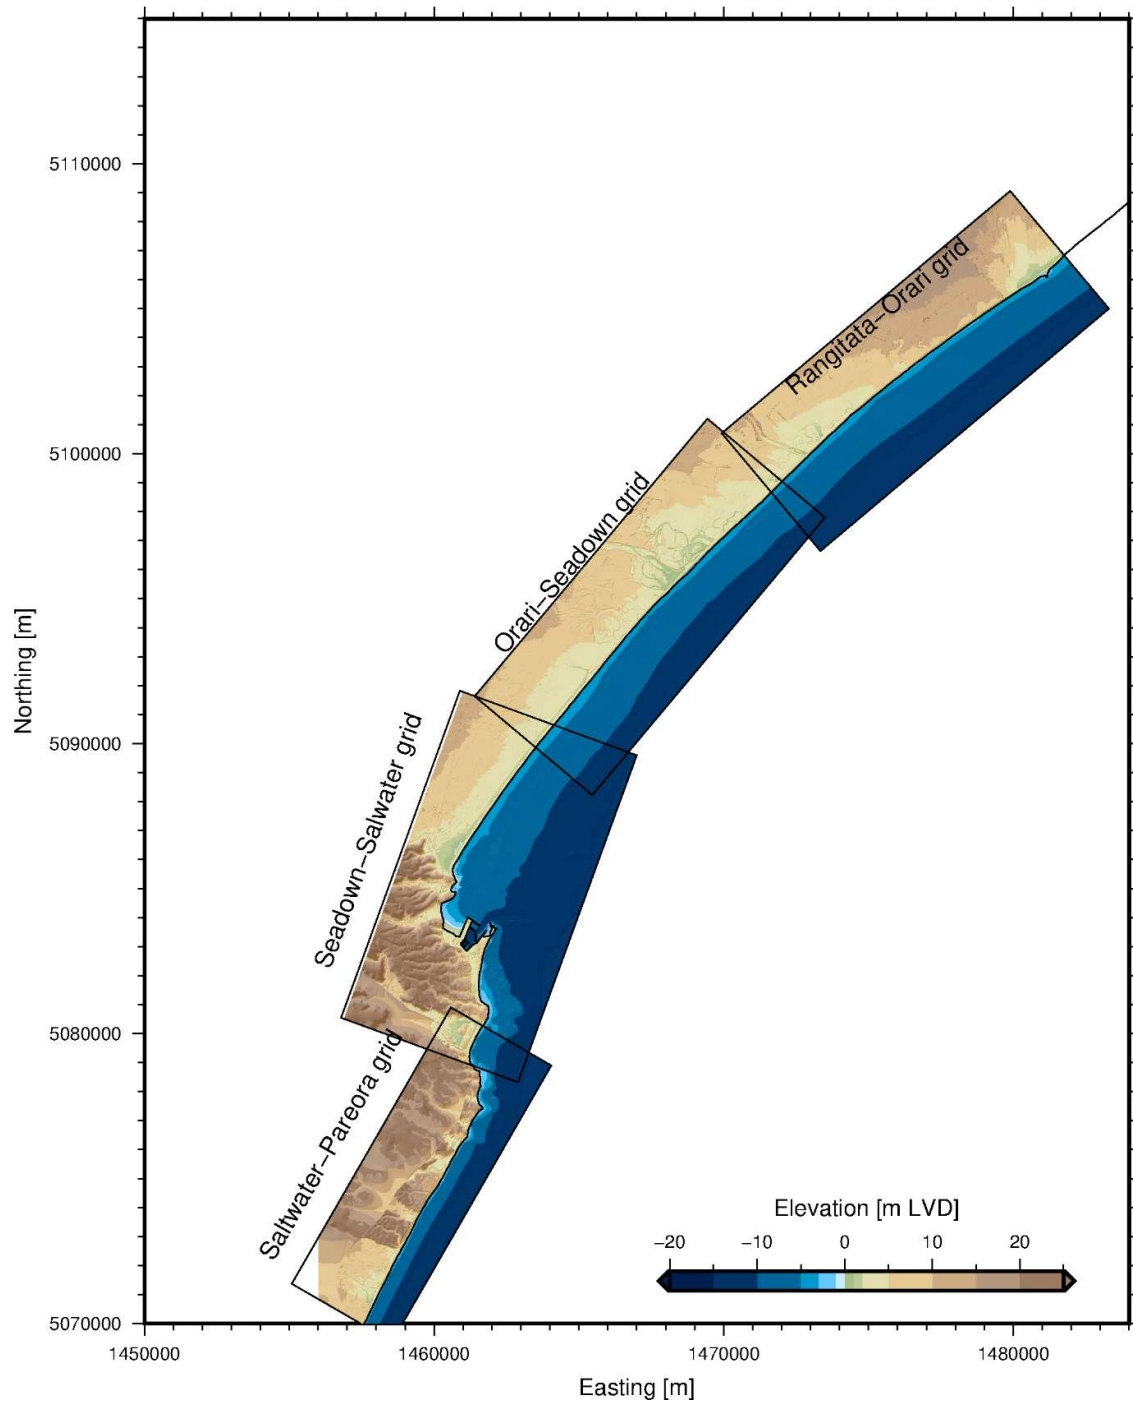 5110000
Rangitata-Orari grid
5100000
Orari-Seadown grid
Northing [m]
5090000
Seadown-Salwater grid
5080000
Saltwater-Pareora grid
Elevation [m LVD]
-20 -10 0 10 20
5070000
1450000 1460000 1470000 1480000
Easting [m]